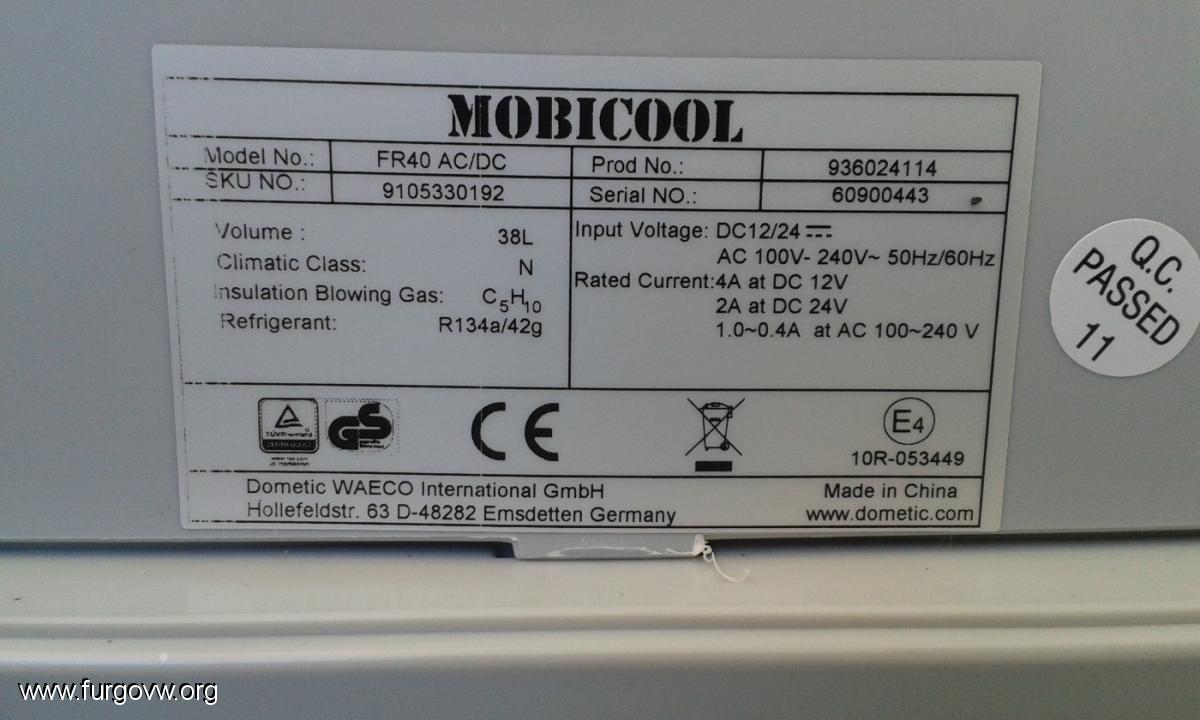 MOBICOOL
Model No.: FR40 AC/DC Prod No.: 936024114
SKU NO.: 9105330192 Serial NO.: 60900443
Volume : 38L
Climatic Class: N
Insulation Blowing Gas: C5H10
Refrigerant: R134a/42g
Input Voltage: DC12/24
AC 100V- 240V~ 50Hz/60Hz
Rated Current:4A at DC 12V
2A at DC 24V
1.0~0.4A at AC 100~240 V
Q.C.
PASSED
11
GS
CE
E4
10R-053449
Dometic WAECO International GmbH
Hollefeldstr. 63 D-48282 Emsdetten Germany
Made in China
www.dometic.com
www.furgovw.org